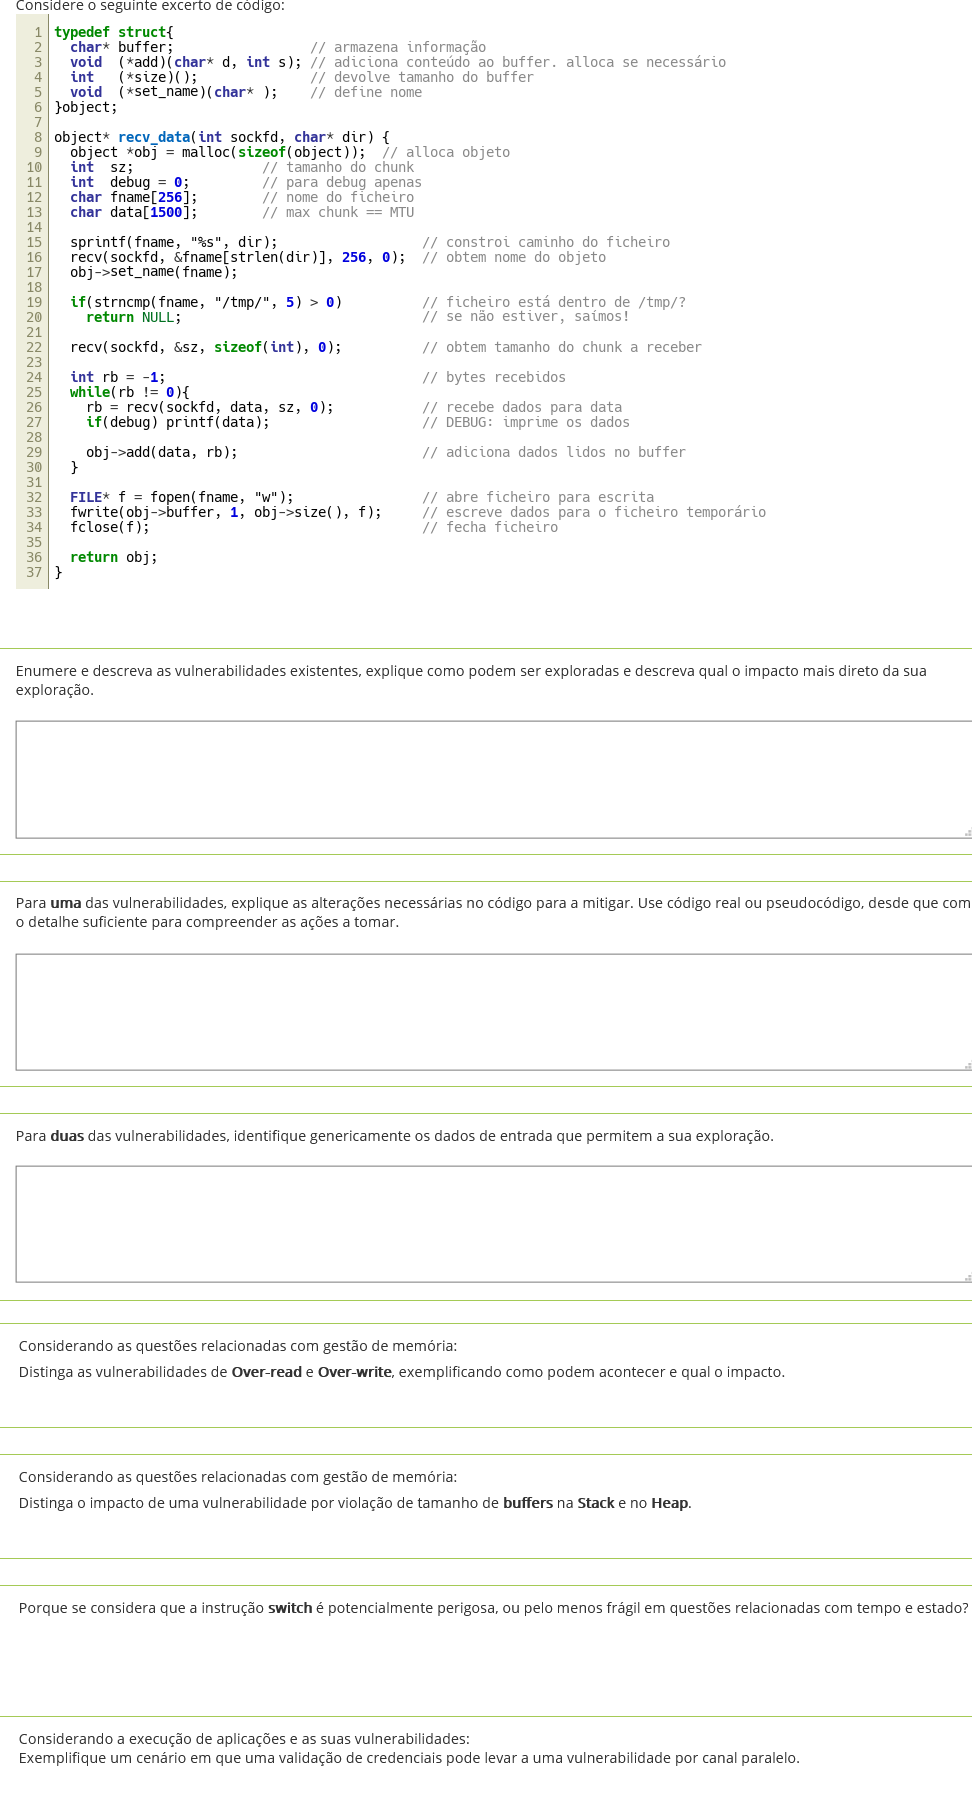 Considere o seguinte excerto de código:
1 typedef struct{
2   char* buffer;                 // armazena informação
3   void  (*add)(char* d, int s); // adiciona conteúdo ao buffer. alloca se necessário
4   int   (*size)();              // devolve tamanho do buffer
5   void  (*set_name)(char* );    // define nome
6 }object;
7
8 object* recv_data(int sockfd, char* dir) {
9   object *obj = malloc(sizeof(object));  // alloca objeto
10   int  sz;                // tamanho do chunk
11   int  debug = 0;         // para debug apenas
12   char fname[256];        // nome do ficheiro
13   char data[1500];        // max chunk == MTU
14
15   sprintf(fname, "%s", dir);                  // constroi caminho do ficheiro
16   recv(sockfd, &fname[strlen(dir)], 256, 0);  // obtem nome do objeto
17   obj->set_name(fname);
18
19   if(strncmp(fname, "/tmp/", 5) > 0)          // ficheiro está dentro de /tmp/?
20     return NULL;                              // se não estiver, saímos!
21
22   recv(sockfd, &sz, sizeof(int), 0);          // obtem tamanho do chunk a receber
23
24   int rb = -1;                                // bytes recebidos
25   while(rb != 0){
26     rb = recv(sockfd, data, sz, 0);           // recebe dados para data
27     if(debug) printf(data);                   // DEBUG: imprime os dados
28
29     obj->add(data, rb);                       // adiciona dados lidos no buffer
30   }
31
32   FILE* f = fopen(fname, "w");                // abre ficheiro para escrita
33   fwrite(obj->buffer, 1, obj->size(), f);     // escreve dados para o ficheiro temporário
34   fclose(f);                                  // fecha ficheiro
35
36   return obj;
37 }
Enumere e descreva as vulnerabilidades existentes, explique como podem ser exploradas e descreva qual o impacto mais direto da sua
exploração.
Para uma das vulnerabilidades, explique as alterações necessárias no código para a mitigar. Use código real ou pseudocódigo, desde que com
o detalhe suficiente para compreender as ações a tomar.
Para duas das vulnerabilidades, identifique genericamente os dados de entrada que permitem a sua exploração.
Considerando as questões relacionadas com gestão de memória:
Distinga as vulnerabilidades de Over-read e Over-write, exemplificando como podem acontecer e qual o impacto.
Considerando as questões relacionadas com gestão de memória:
Distinga o impacto de uma vulnerabilidade por violação de tamanho de buffers na Stack e no Heap.
Porque se considera que a instrução switch é potencialmente perigosa, ou pelo menos frágil em questões relacionadas com tempo e estado?
Considerando a execução de aplicações e as suas vulnerabilidades:
Exemplifique um cenário em que uma validação de credenciais pode levar a uma vulnerabilidade por canal paralelo.